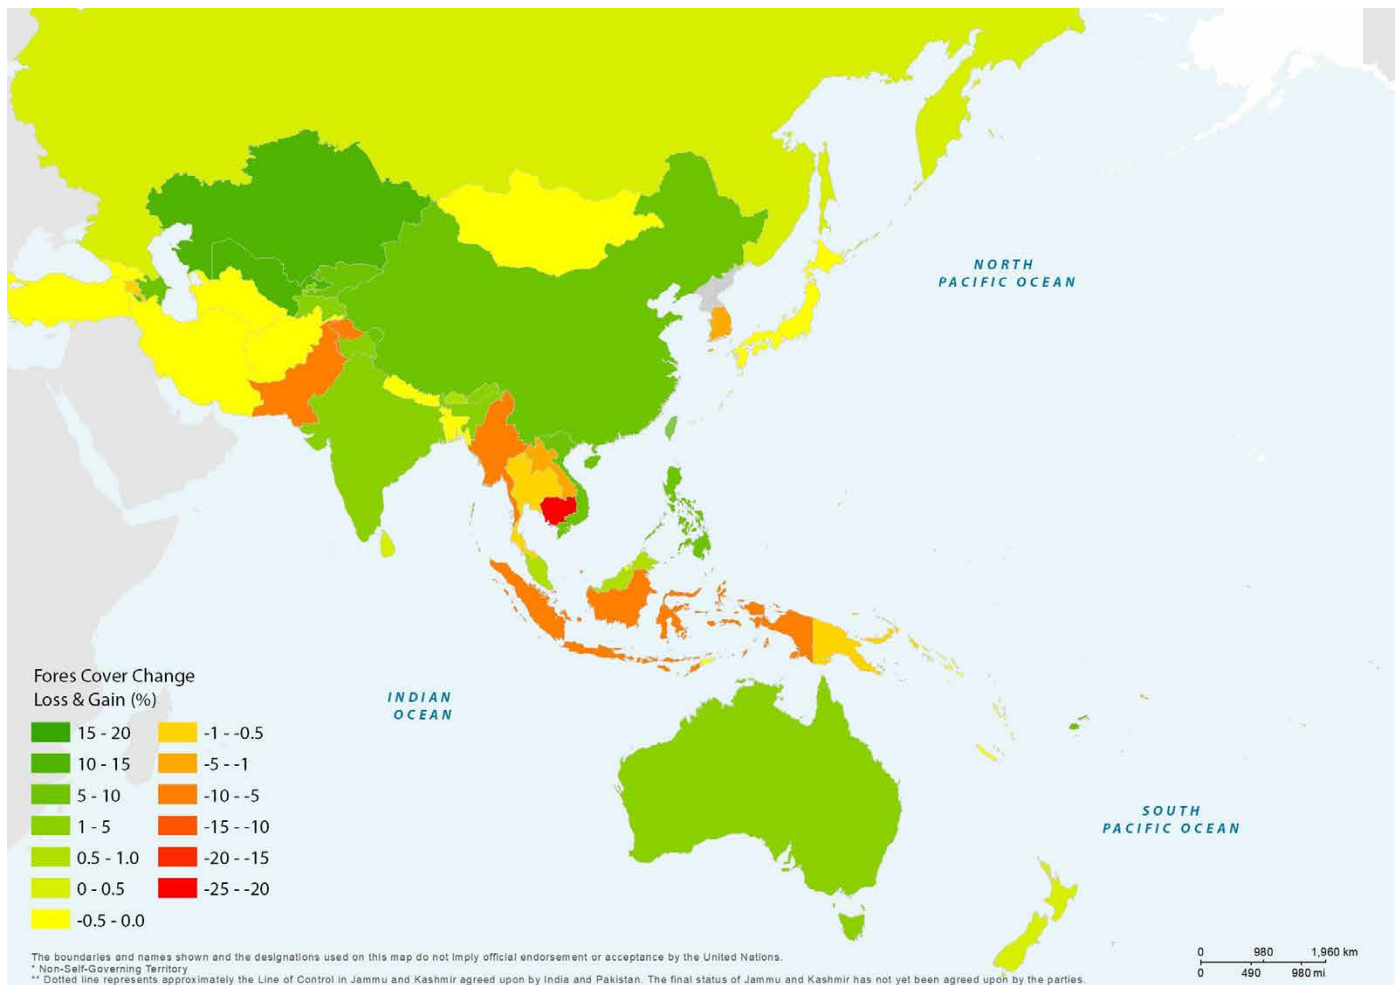 NORTH
PACIFIC OCEAN
Fores Cover Change
Loss & Gain (%)
INDIAN
OCEAN
15 - 20
-1 - -0.5
10 - 15
-5 - -1
5 - 10
-10 - -5
1 - 5
-15 - -10
0.5 - 1.0
-20 - -15
0 - 0.5
-25 - -20
-0.5 - 0.0
SOUTH
PACIFIC OCEAN
The boundaries and names shown and the designations used on this map do not imply official endorsement or acceptance by the United Nations.
* Non-Self-Governing Territory
** Dotted line represents approximately the Line of Control in Jammu and Kashmir agreed upon by India and Pakistan. The final status of Jammu and Kashmir has not yet been agreed upon by the parties.
0 980 1,960 km
0 490 980 mi